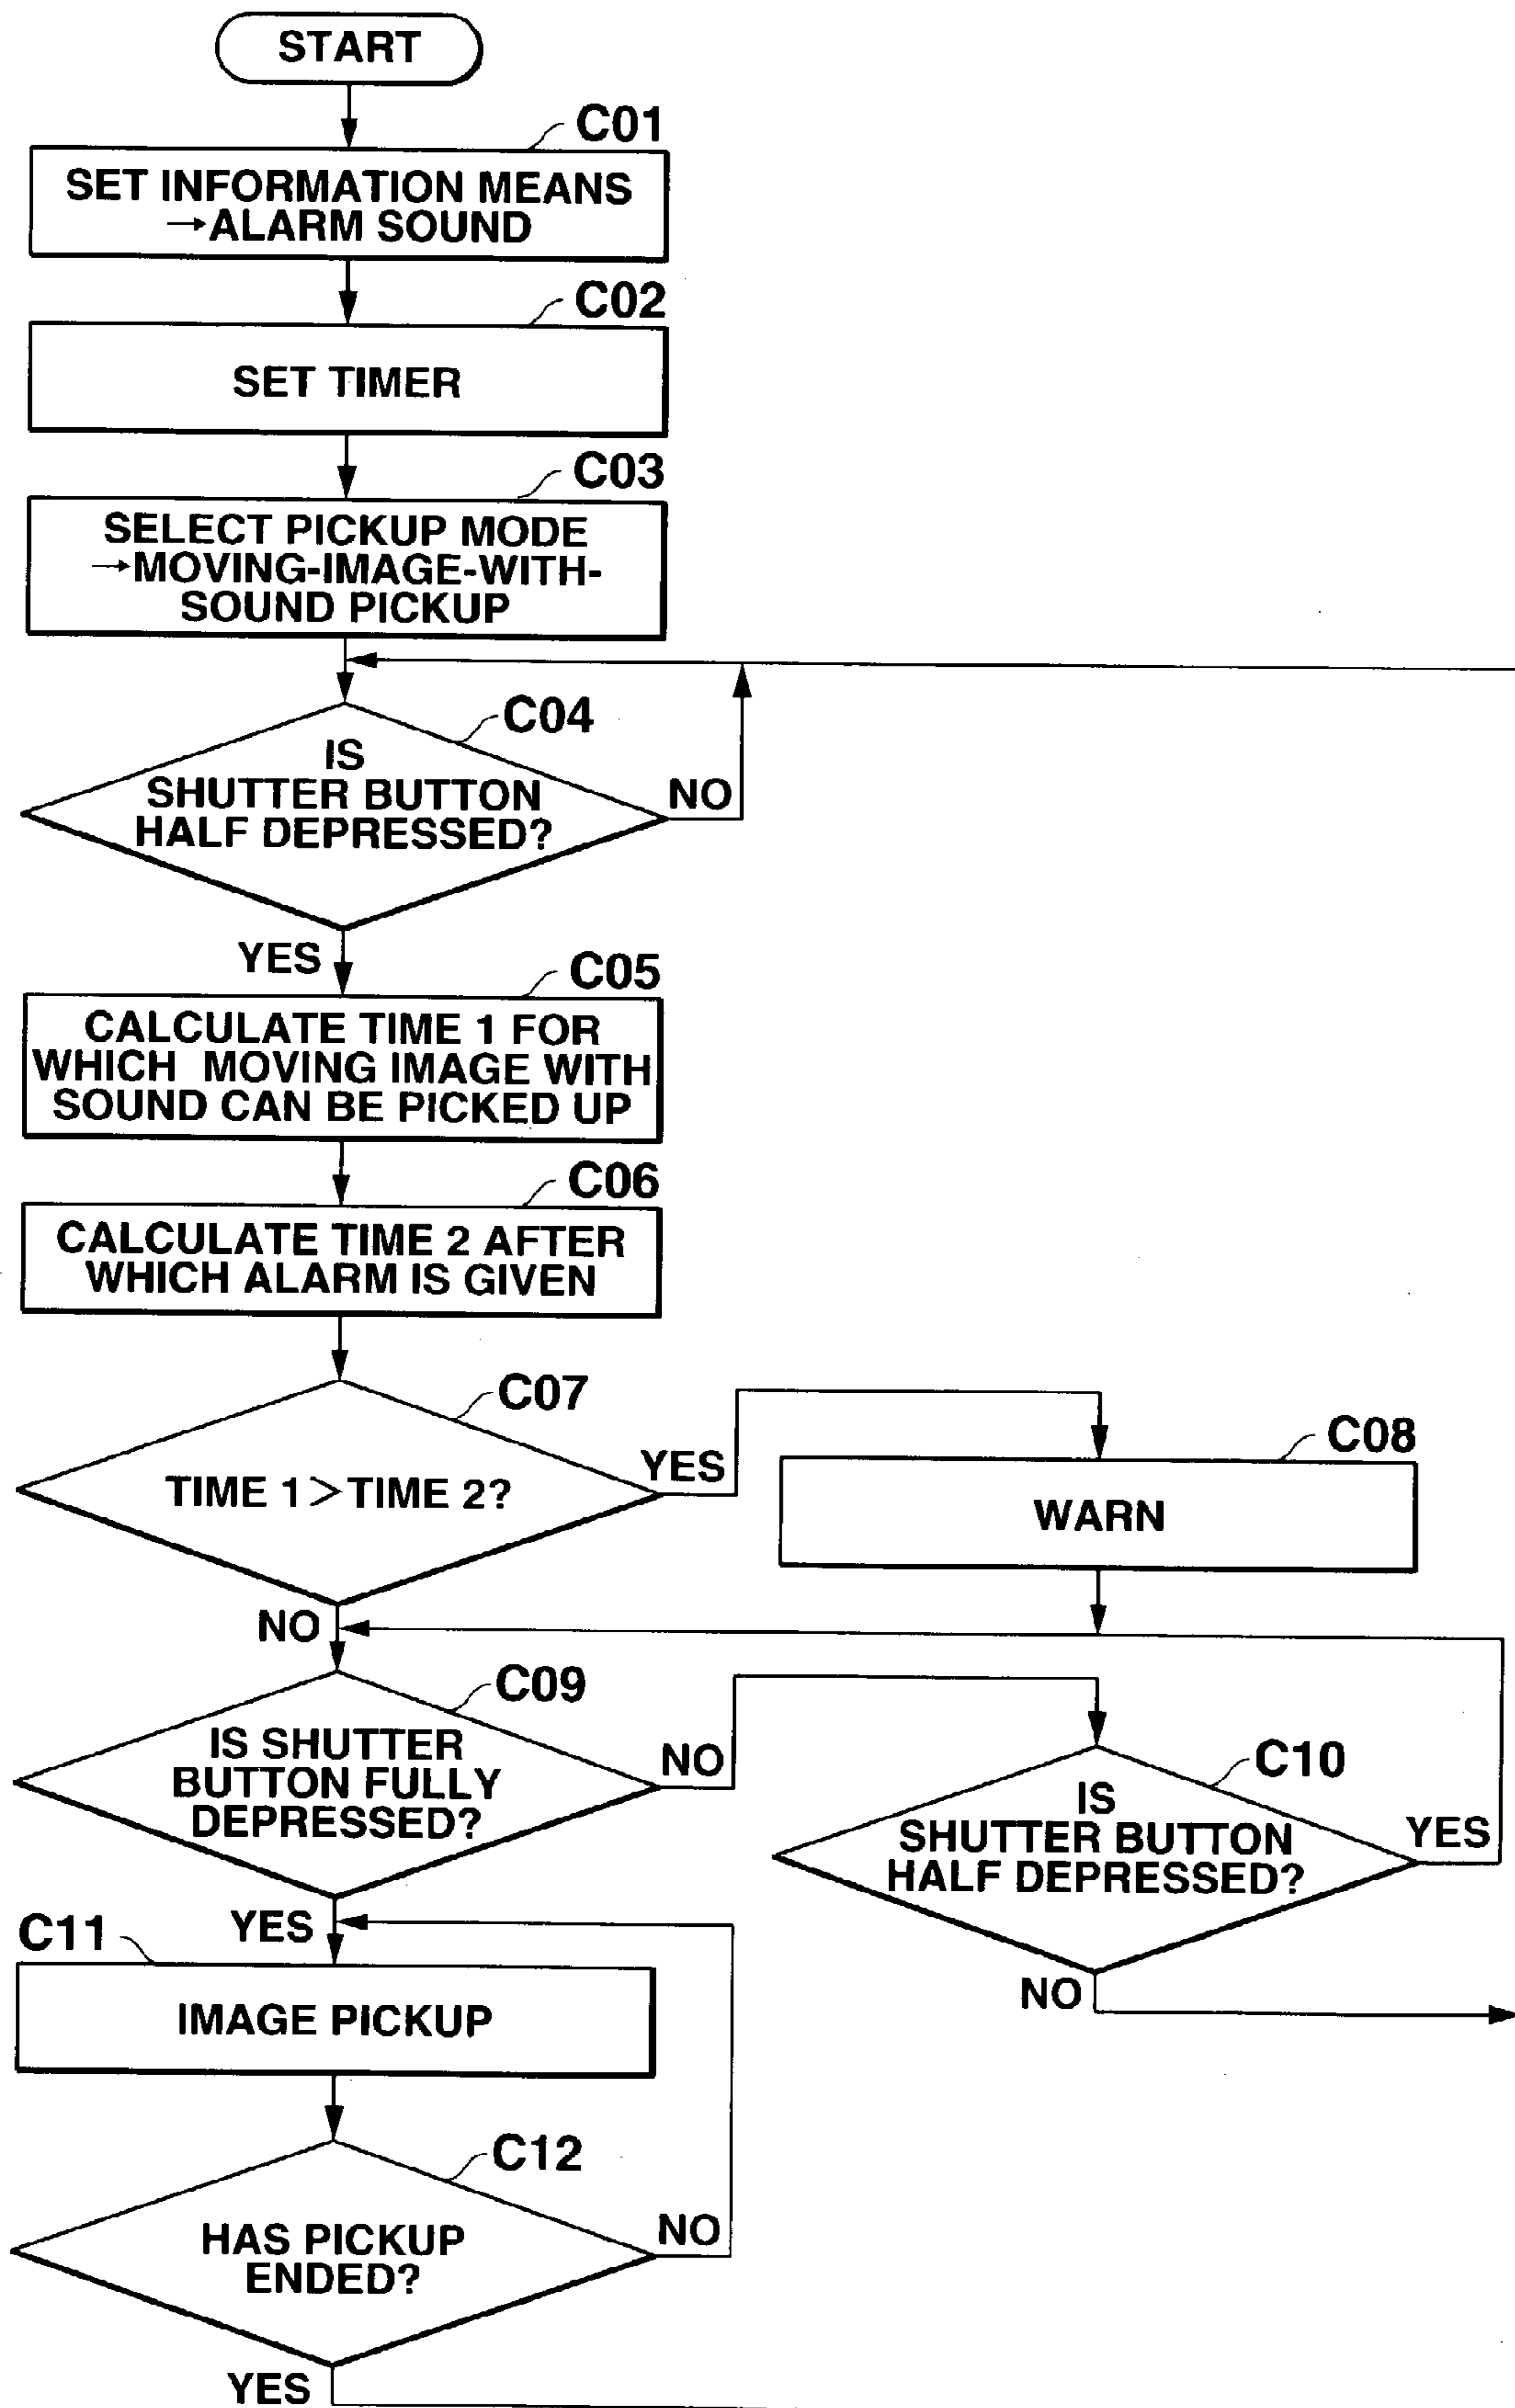 START
C01
SET INFORMATION MEANS
→ALARM SOUND
C02
SET TIMER
C03
SELECT PICKUP MODE
→MOVING-IMAGE-WITH-
SOUND PICKUP
C04
IS
SHUTTER BUTTON
HALF DEPRESSED?
NO
YES
C05
CALCULATE TIME 1 FOR
WHICH MOVING IMAGE WITH
SOUND CAN BE PICKED UP
C06
CALCULATE TIME 2 AFTER
WHICH ALARM IS GIVEN
C07
TIME 1>TIME 2?
YES
C08
WARN
NO
C09
IS SHUTTER
BUTTON FULLY
DEPRESSED?
NO
C10
IS
SHUTTER BUTTON
HALF DEPRESSED?
YES
NO
YES
C11
IMAGE PICKUP
C12
HAS PICKUP
ENDED?
NO
YES